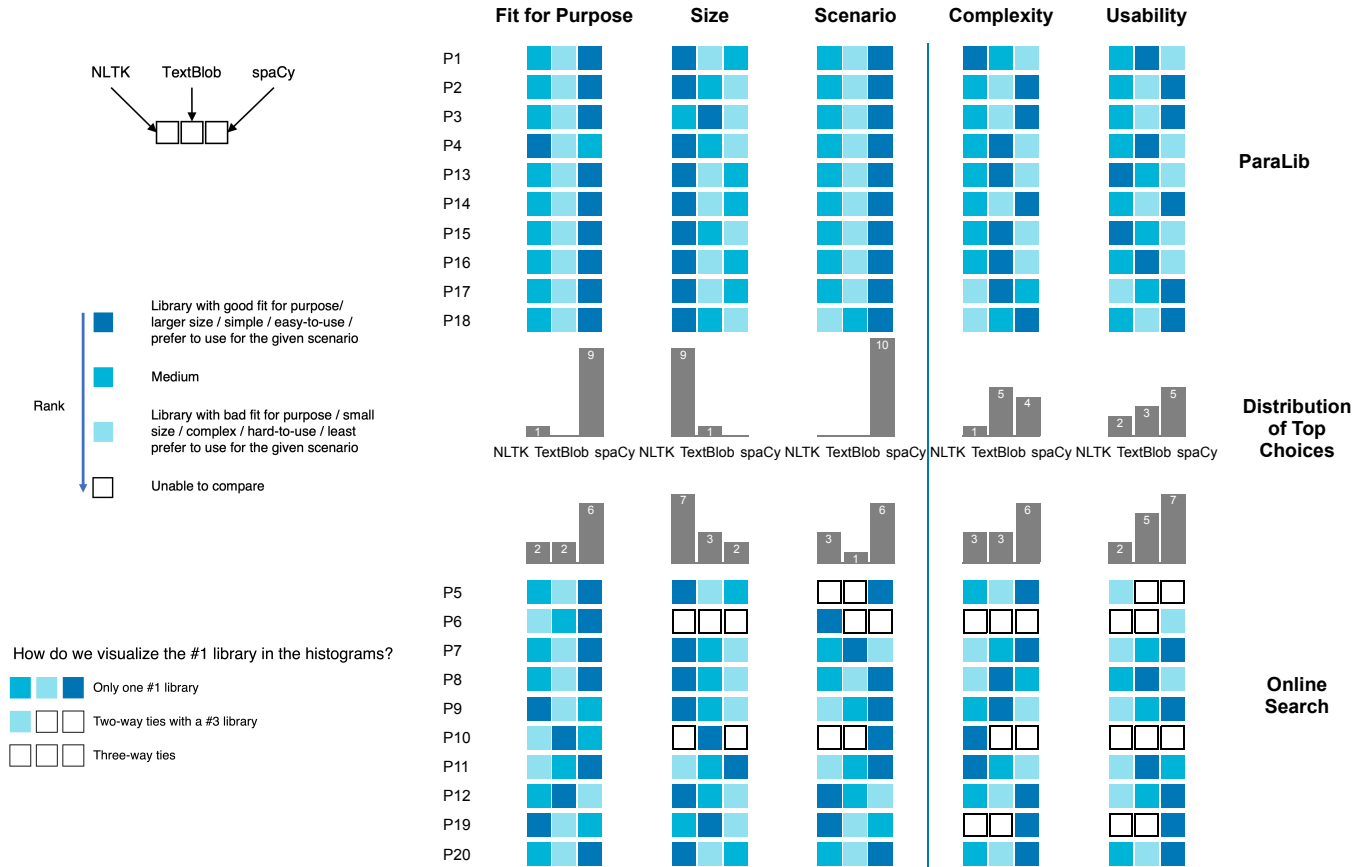 Fit for Purpose Size Scenario Complexity Usability
NLTK TextBlob spaCy
P1
P2
P3
P4
P13
P14
P15
P16
P17
P18
ParaLib
Library with good fit for purpose/
larger size / simple / easy-to-use /
prefer to use for the given scenario
Medium
Rank
Library with bad fit for purpose / small
size / complex / hard-to-use / least
prefer to use for the given scenario
Unable to compare
1 9
9 1
10
1 5 4
2 3 5
NLTK TextBlob spaCy NLTK TextBlob spaCy NLTK TextBlob spaCy NLTK TextBlob spaCy NLTK TextBlob spaCy
Distribution
of Top
Choices
2 2 6
7 3 2
3 1 6
3 3 6
2 5 7
P5
P6
P7
P8
P9
P10
P11
P12
P19
P20
Online
Search
How do we visualize the #1 library in the histograms?
Only one #1 library
Two-way ties with a #3 library
Three-way ties